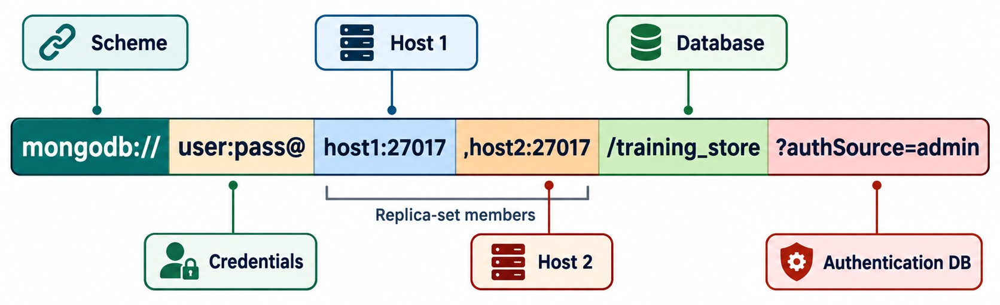 Scheme
Host 1
Database
mongodb://
user:pass@
host1:27017
,host2:27017
/training_store
?authSource=admin
Replica-set members
Credentials
Host 2
Authentication DB